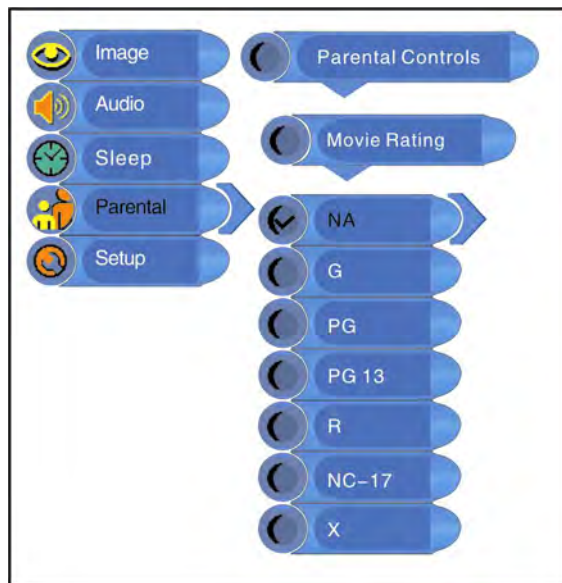 Image
Audio
Sleep
Parental
Setup
Parental Controls
Movie Rating
NA
G
PG
PG 13
R
NC-17
X